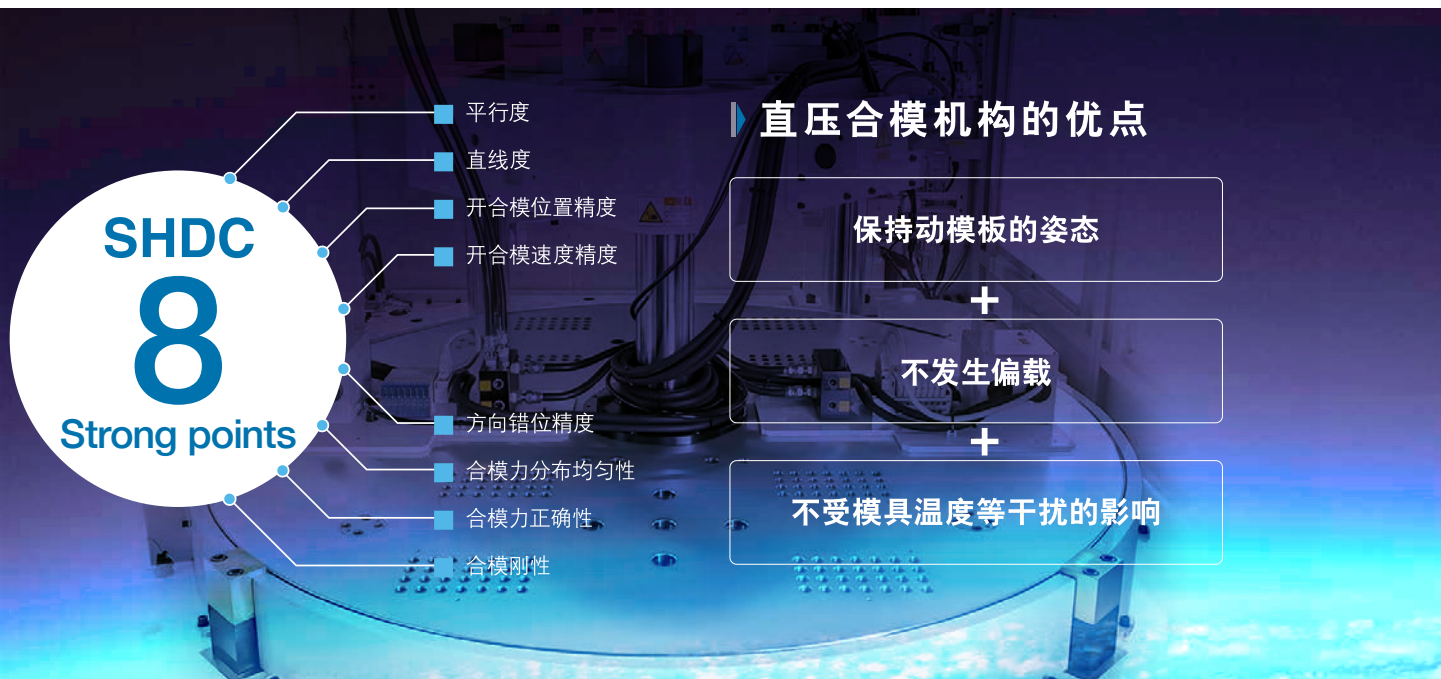 SHDC
8
Strong points
平行度
直线度
开合模位置精度
开合模速度精度
方向错位精度
合模力分布均匀性
合模力正确性
合模刚性
直压合模机构的优点
保持动模板的姿态
+
不发生偏载
+
不受模具温度等干扰的影响